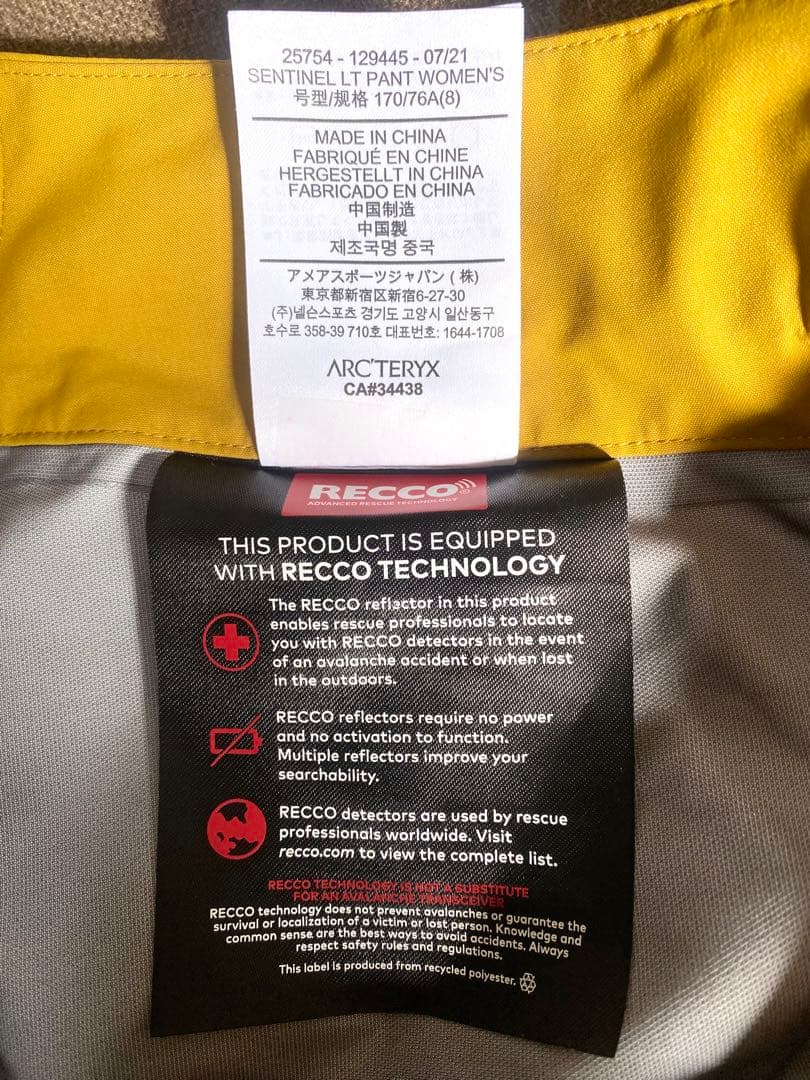 25754 - 129445 - 07/21
SENTINEL LT PANT WOMEN'S
号型/规格 170/76A(8)
MADE IN CHINA
FABRIQUÉ EN CHINE
HERGESTELLT IN CHINA
FABRICADO EN CHINA
中国制造
中国製
제조국명 중국
アメアスポーツジャパン (株)
東京都新宿区新宿6-27-30
(주)넬슨스포츠 경기도 고양시 일산동구
호수로 358-39 710호 대표번호: 1644-1708
ARC'TERYX
CA#34438
RECCO
ADVANCED RESCUE TECHNOLOGY
THIS PRODUCT IS EQUIPPED
WITH RECCO TECHNOLOGY
The RECCO reflector in this product
enables rescue professionals to locate
you with RECCO detectors in the event
of an avalanche accident or when lost
in the outdoors.
RECCO reflectors require no power
and no activation to function.
Multiple reflectors improve your
searchability.
RECCO detectors are used by rescue
professionals worldwide. Visit
recco.com to view the complete list.
RECCO TECHNOLOGY IS NOT A SUBSTITUTE
FOR AN AVALANCHE TRANSCEIVER
RECCO technology does not prevent avalanches or guarantee the
survival or localization of a victim or lost person. Knowledge and
common sense are the best ways to avoid accidents. Always
respect safety rules and regulations.
This label is produced from recycled polyester.